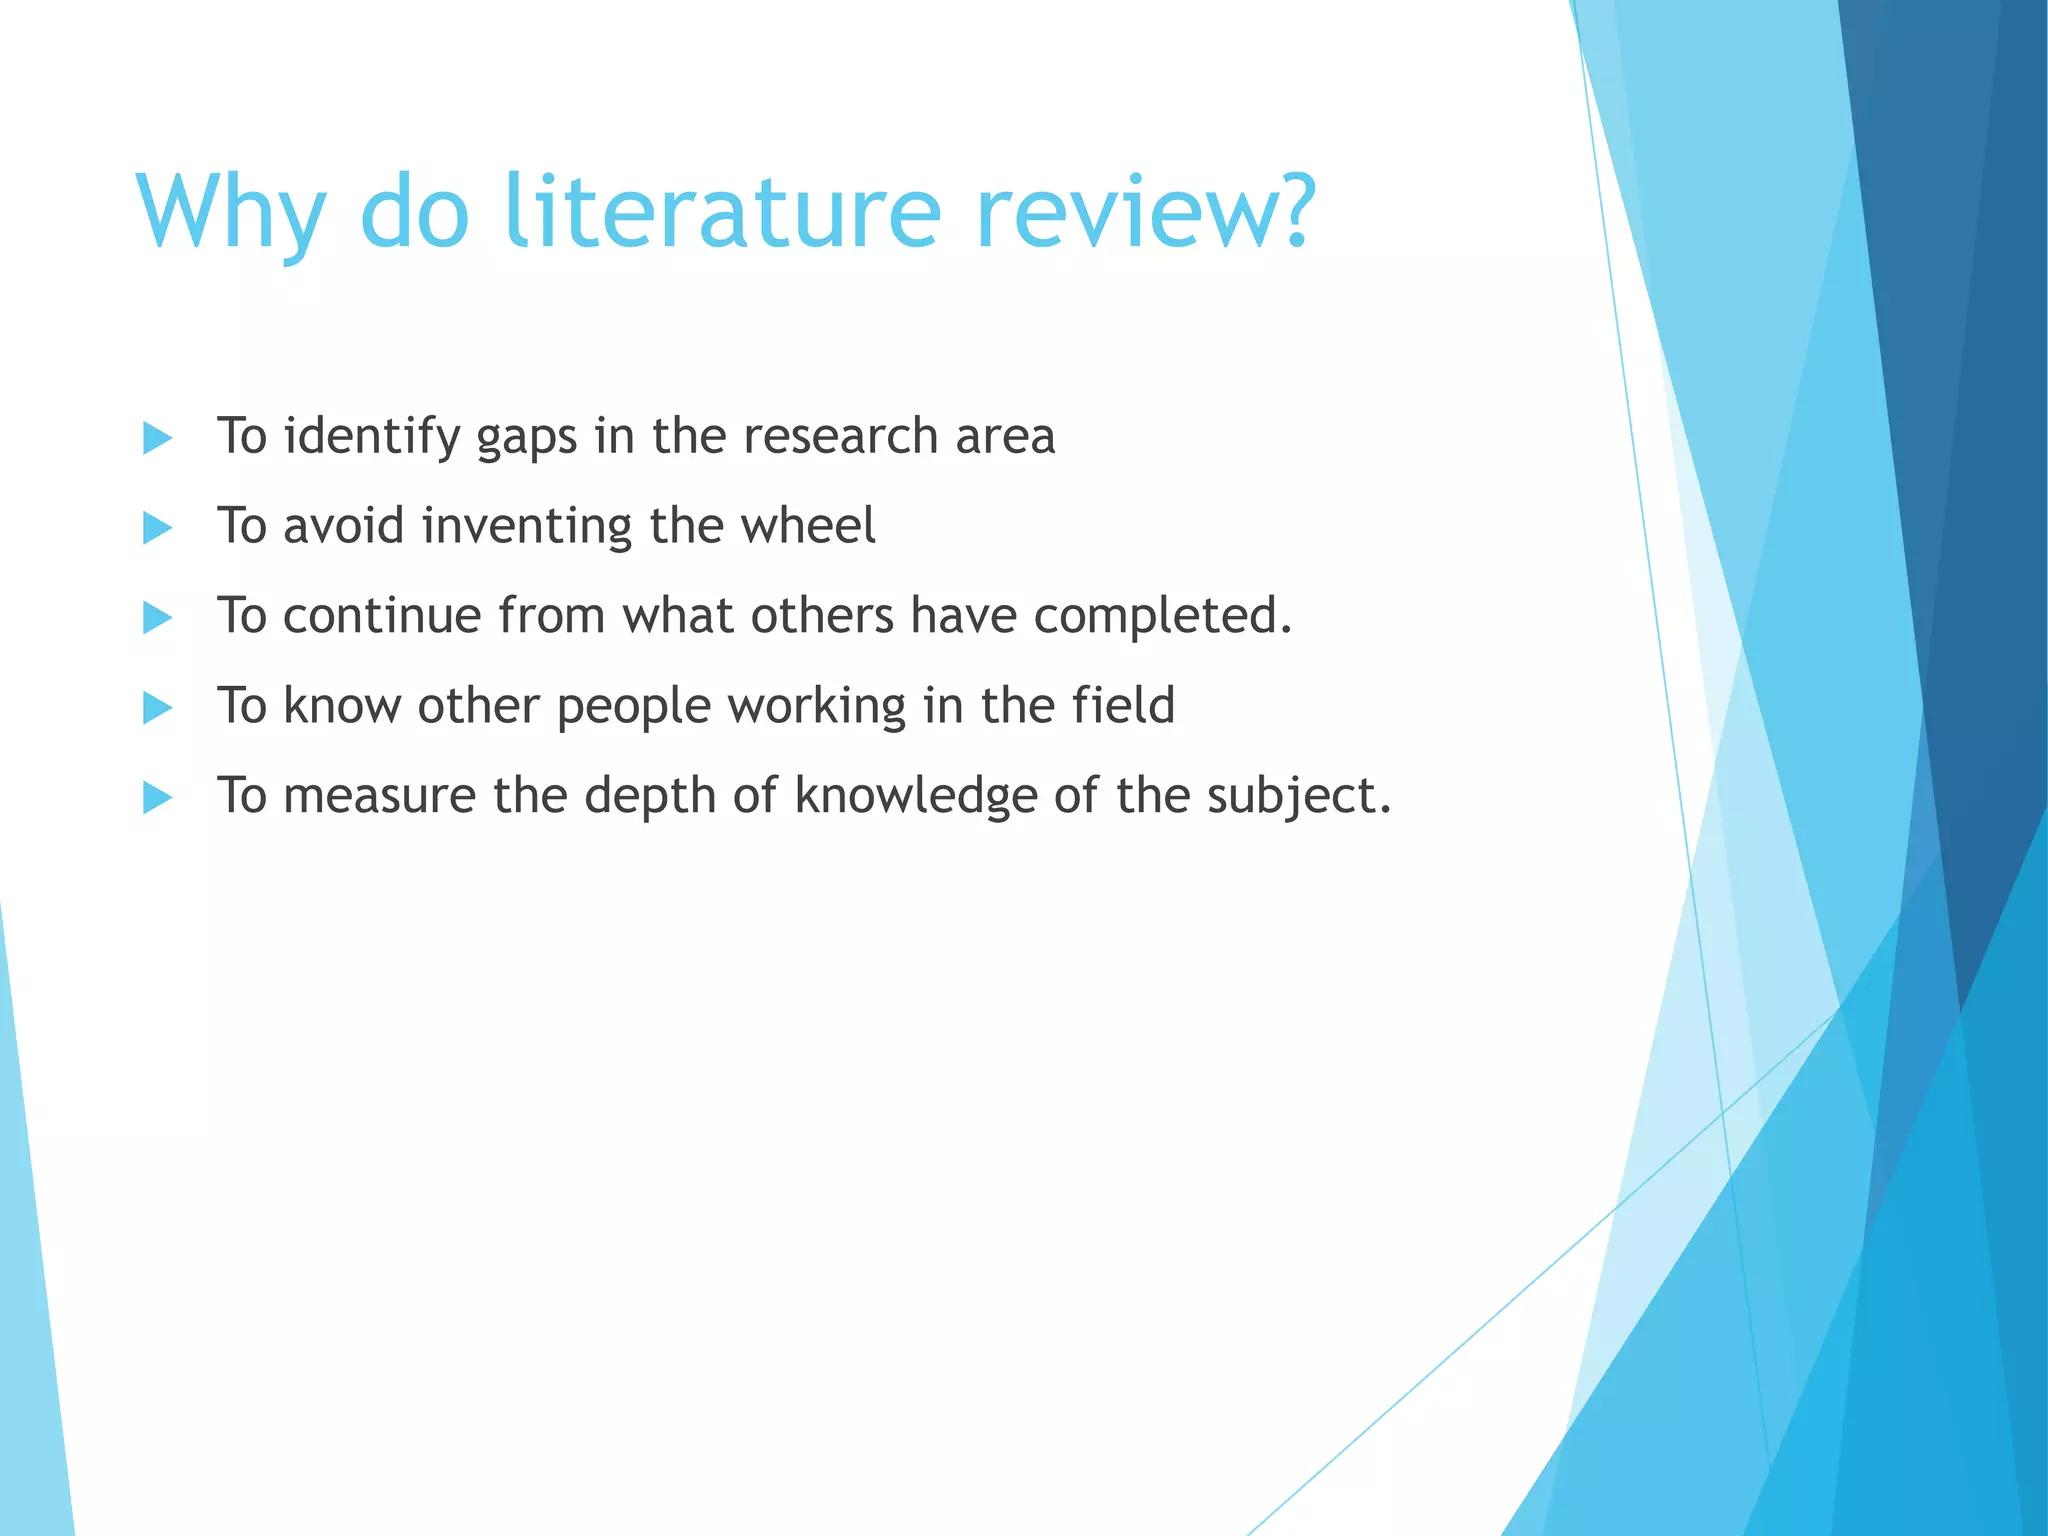 Why do literature review?
To identify gaps in the research area
To avoid inventing the wheel
To continue from what others have completed.
To know other people working in the field
To measure the depth of knowledge of the subject.